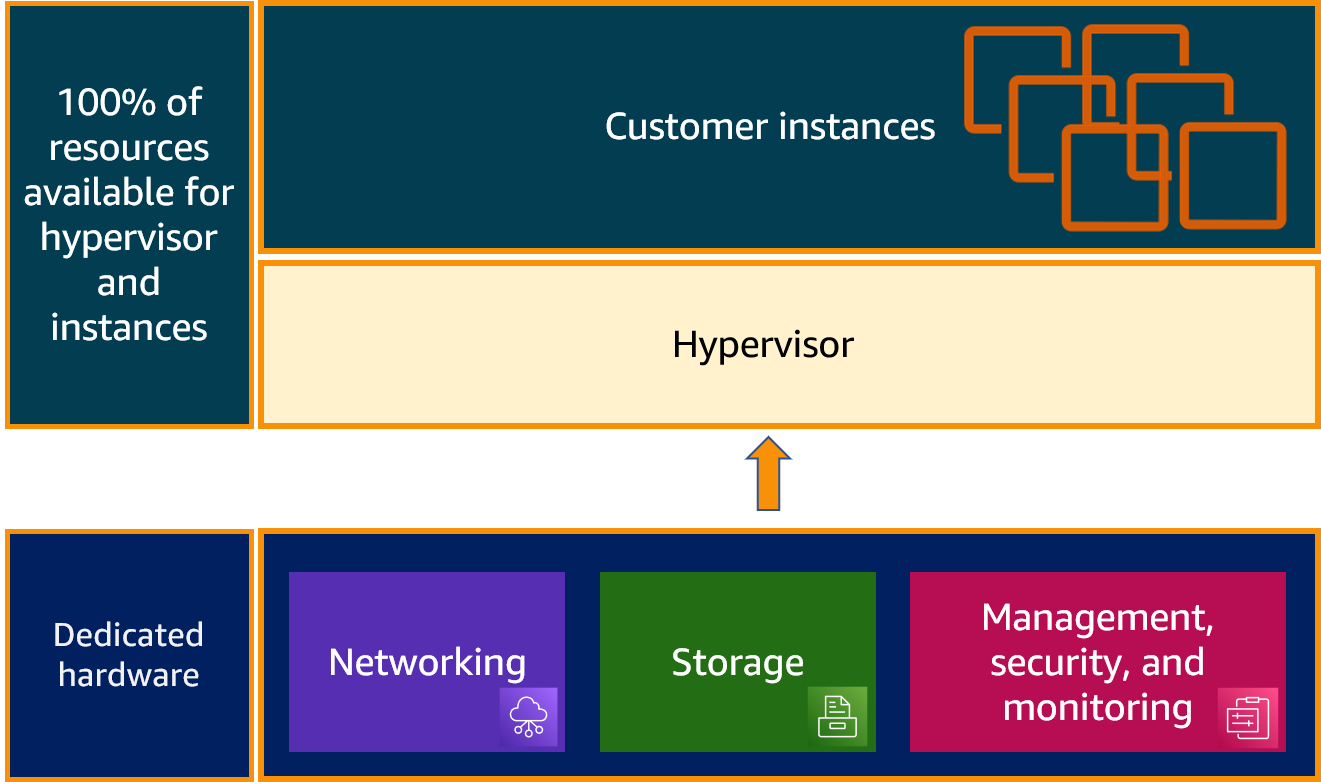 100% of
resources
available for
hypervisor
and
instances
Customer instances
Hypervisor
Dedicated
hardware
Networking
Storage
Management,
security, and
monitoring